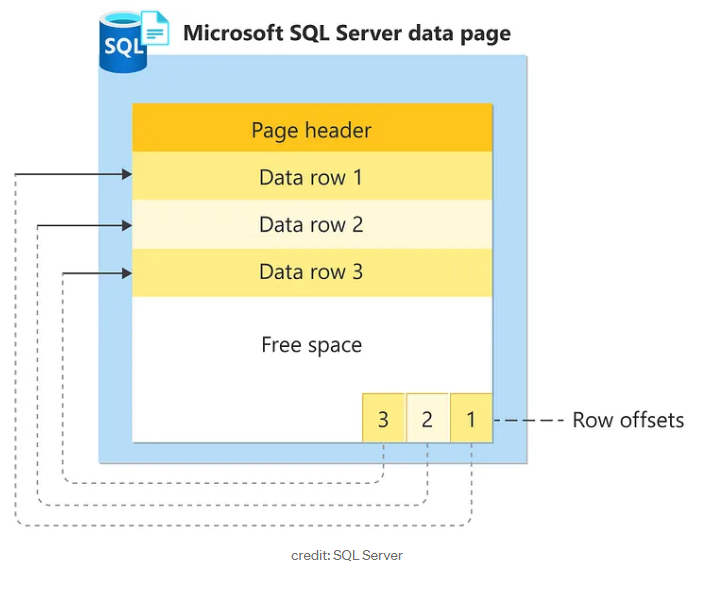 SQL
Microsoft SQL Server data page
Page header
Data row 1
Data row 2
Data row 3
Free space
3 2 1
Row offsets
credit: SQL Server